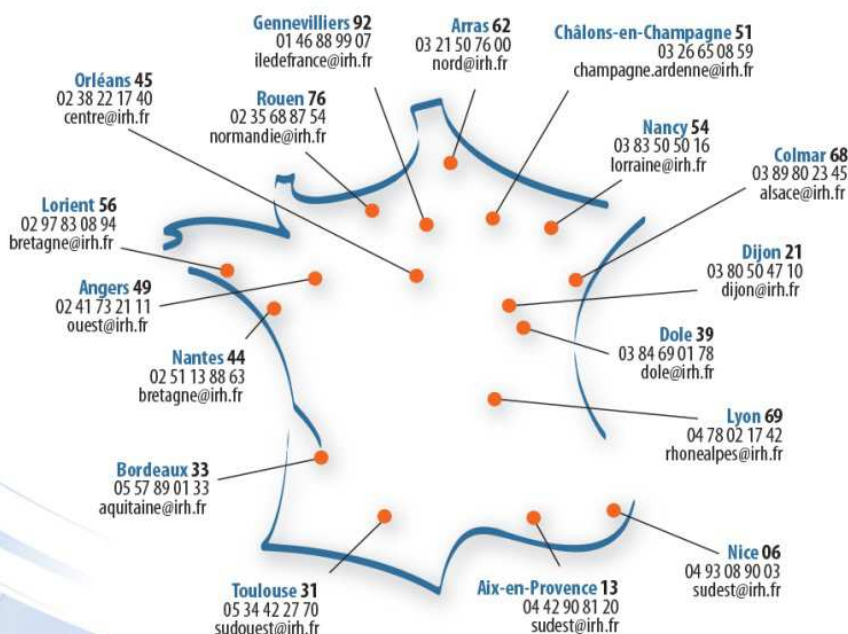 Gennevilliers 92
01 46 88 99 07
iledefrance@irh.fr
Arras 62
03 21 50 76 00
nord@irh.fr
Châlons-en-Champagne 51
03 26 65 08 59
champagne.ardenne@irh.fr
Orléans 45
02 38 22 17 40
centre@irh.fr
Rouen 76
02 35 68 87 54
normandie@irh.fr
Nancy 54
03 83 50 50 16
lorraine@irh.fr
Colmar 68
03 89 80 23 45
alsace@irh.fr
Lorient 56
02 97 83 08 94
bretagne@irh.fr
Dijon 21
03 80 50 47 10
dijon@irh.fr
Angers 49
02 41 73 21 11
ouest@irh.fr
Dole 39
03 84 69 01 78
dole@irh.fr
Nantes 44
02 51 13 88 63
bretagne@irh.fr
Lyon 69
04 78 02 17 42
rhonealpes@irh.fr
Bordeaux 33
05 57 89 01 33
aquitaine@irh.fr
Nice 06
04 93 08 90 03
sudest@irh.fr
Toulouse 31
05 34 42 27 70
sudouest@irh.fr
Aix-en-Provence 13
04 42 90 81 20
sudest@irh.fr